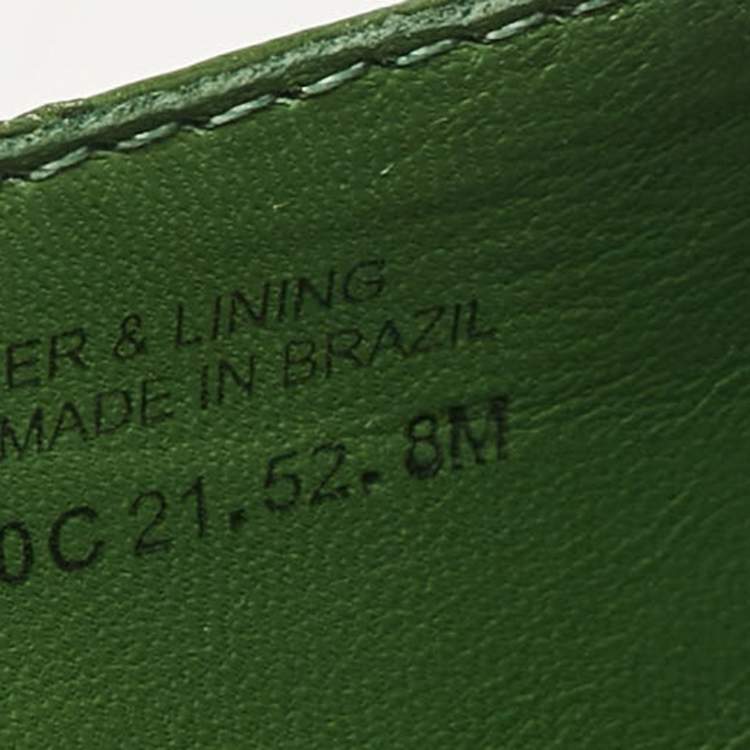 ER & LINING
MADE IN BRAZIL
0C 21.52.8M